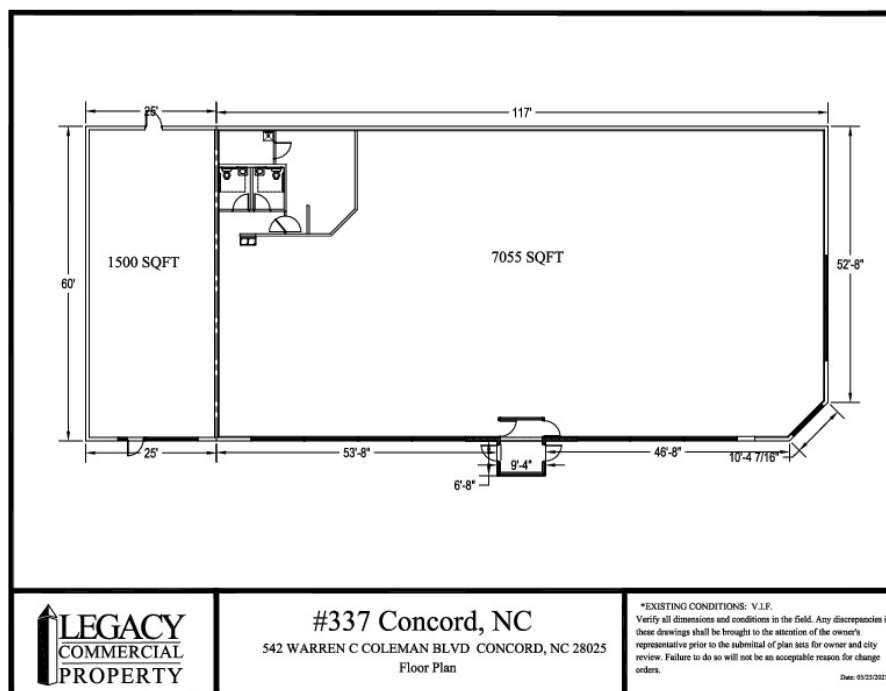 25'
117'
1500 SQFT
7055 SQFT
60'
52'-8"
25'
53'-8"
9'-4"
46'-8"
10'-4 7/16"
6'-8"
LEGACY
COMMERCIAL
PROPERTY
#337 Concord, NC
542 WARREN C COLEMAN BLVD CONCORD, NC 28025
Floor Plan
*EXISTING CONDITIONS: V.I.F.
Verify all dimensions and conditions in the field. Any discrepancies
these drawings shall be brought to the attention of the owner's
representative prior to the submittal of plan sets for owner and city
review. Failure to do so will not be an acceptable reason for change
orders.
Date: